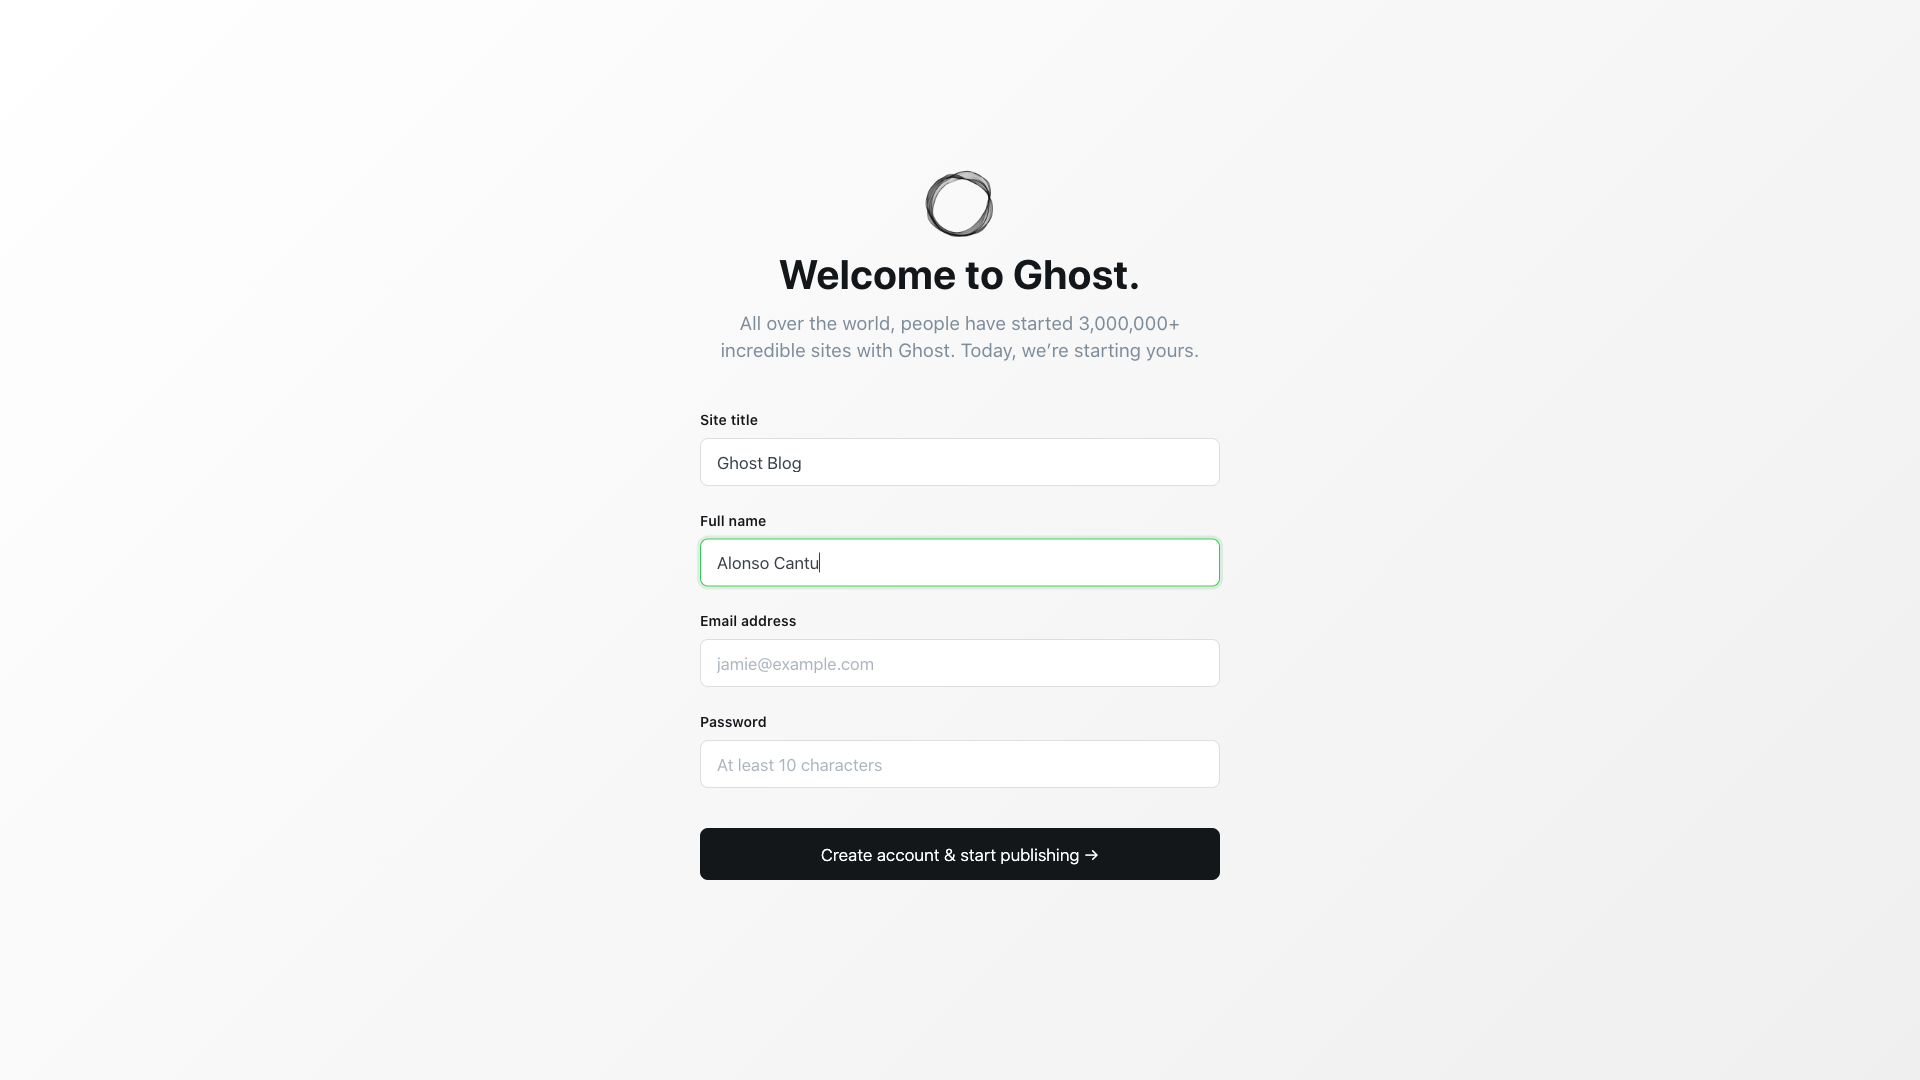 Welcome to Ghost.
All over the world, people have started 3,000,000+
incredible sites with Ghost. Today, we’re starting yours.
Site title
Ghost Blog
Full name
Alonso Cantu
Email address
jamie@example.com
Password
At least 10 characters
Create account & start publishing →